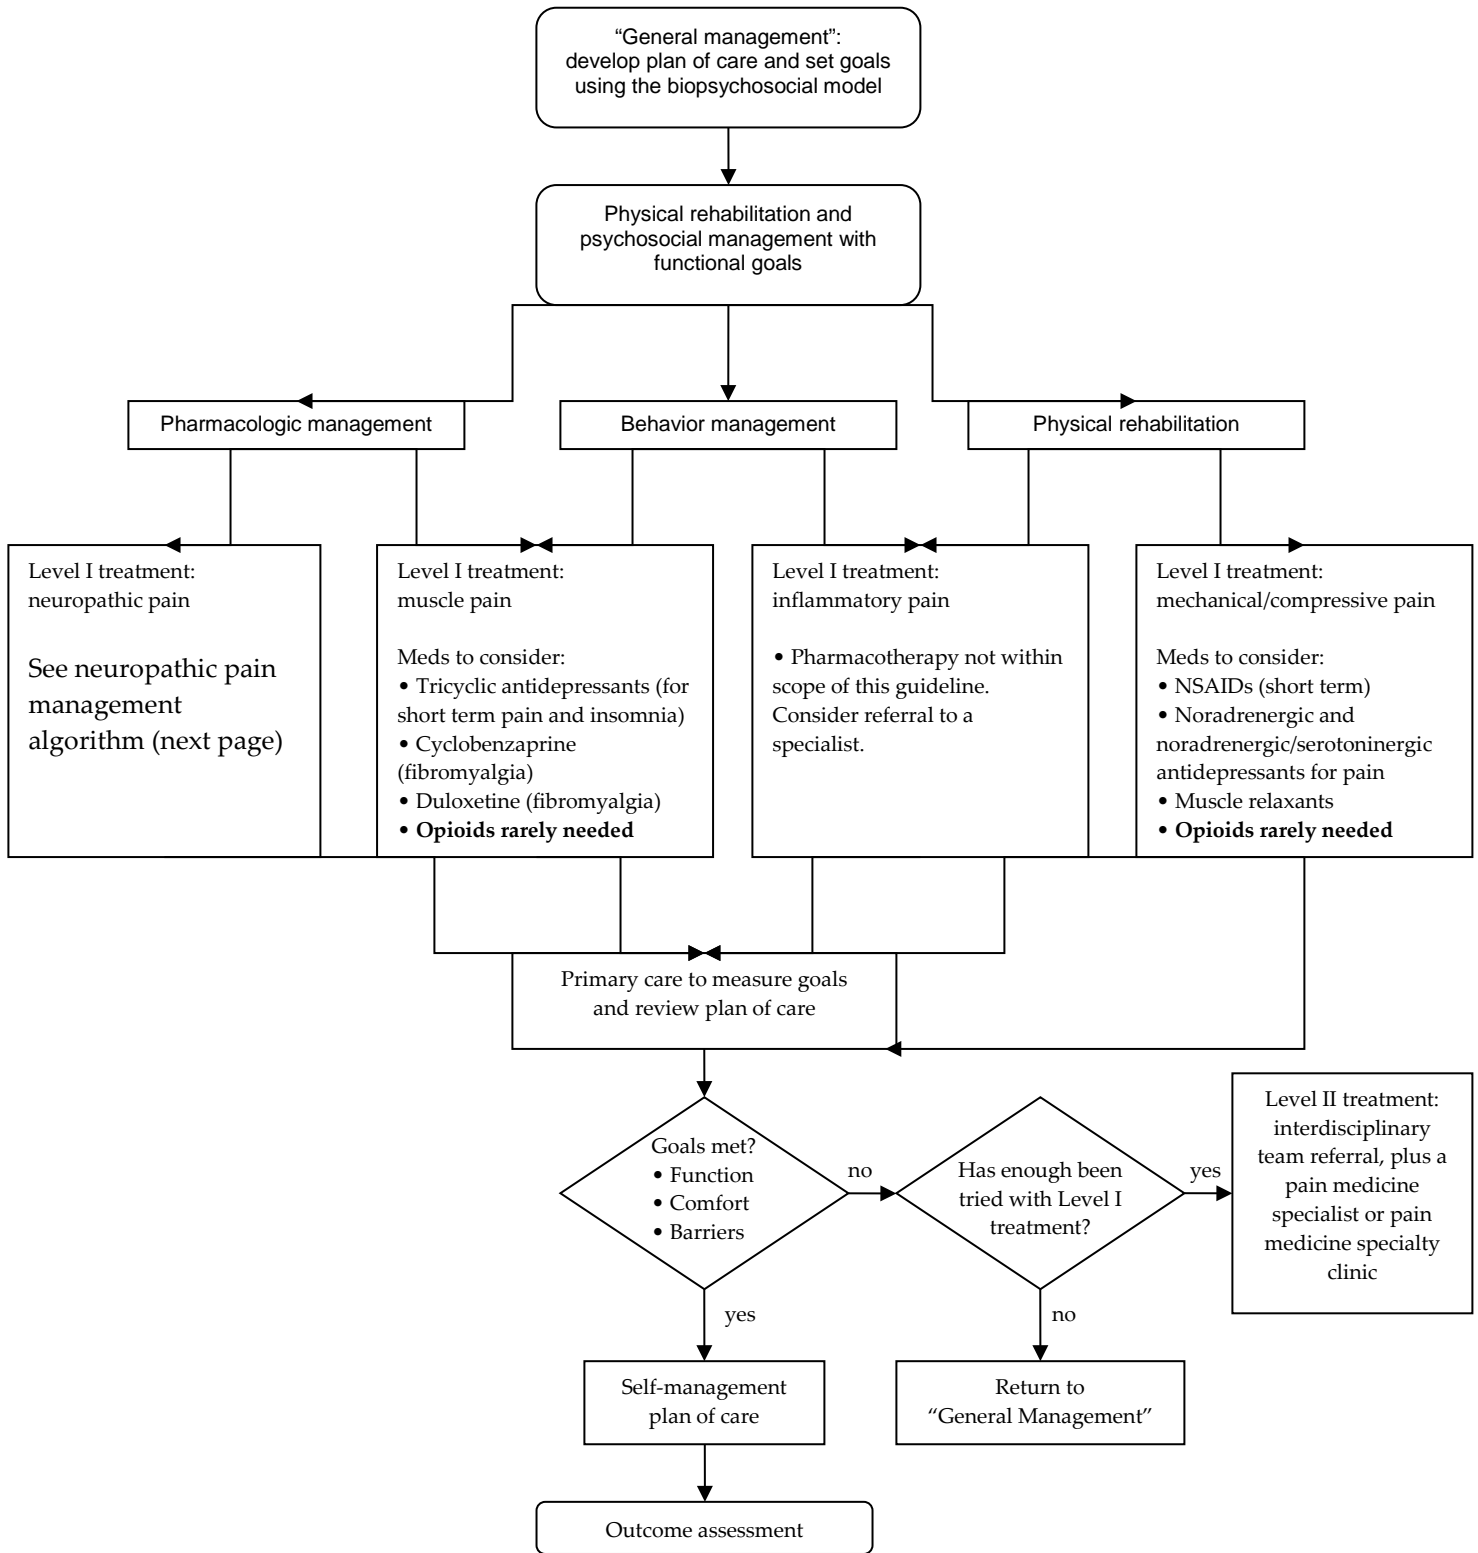 “General management”:
develop plan of care and set goals
using the biopsychosocial model
Physical rehabilitation and
psychosocial management with
functional goals
Pharmacologic management
Behavior management
Physical rehabilitation
Level I treatment:
neuropathic pain
See neuropathic pain
management
algorithm (next page)
Level I treatment:
muscle pain
Meds to consider:
• Tricyclic antidepressants (for
short term pain and insomnia)
• Cyclobenzaprine
(fibromyalgia)
• Duloxetine (fibromyalgia)
• Opioids rarely needed
Level I treatment:
inflammatory pain
• Pharmacotherapy not within
scope of this guideline.
Consider referral to a
specialist.
Level I treatment:
mechanical/compressive pain
Meds to consider:
• NSAIDs (short term)
• Noradrenergic and
noradrenergic/serotoninergic
antidepressants for pain
• Muscle relaxants
• Opioids rarely needed
Primary care to measure goals
and review plan of care
Goals met?
• Function
• Comfort
• Barriers
no
Has enough been
tried with Level I
treatment?
yes
Level II treatment:
interdisciplinary
team referral, plus a
pain medicine
specialist or pain
medicine specialty
clinic
yes
no
Self-management
plan of care
Return to
“General Management”
Outcome assessment